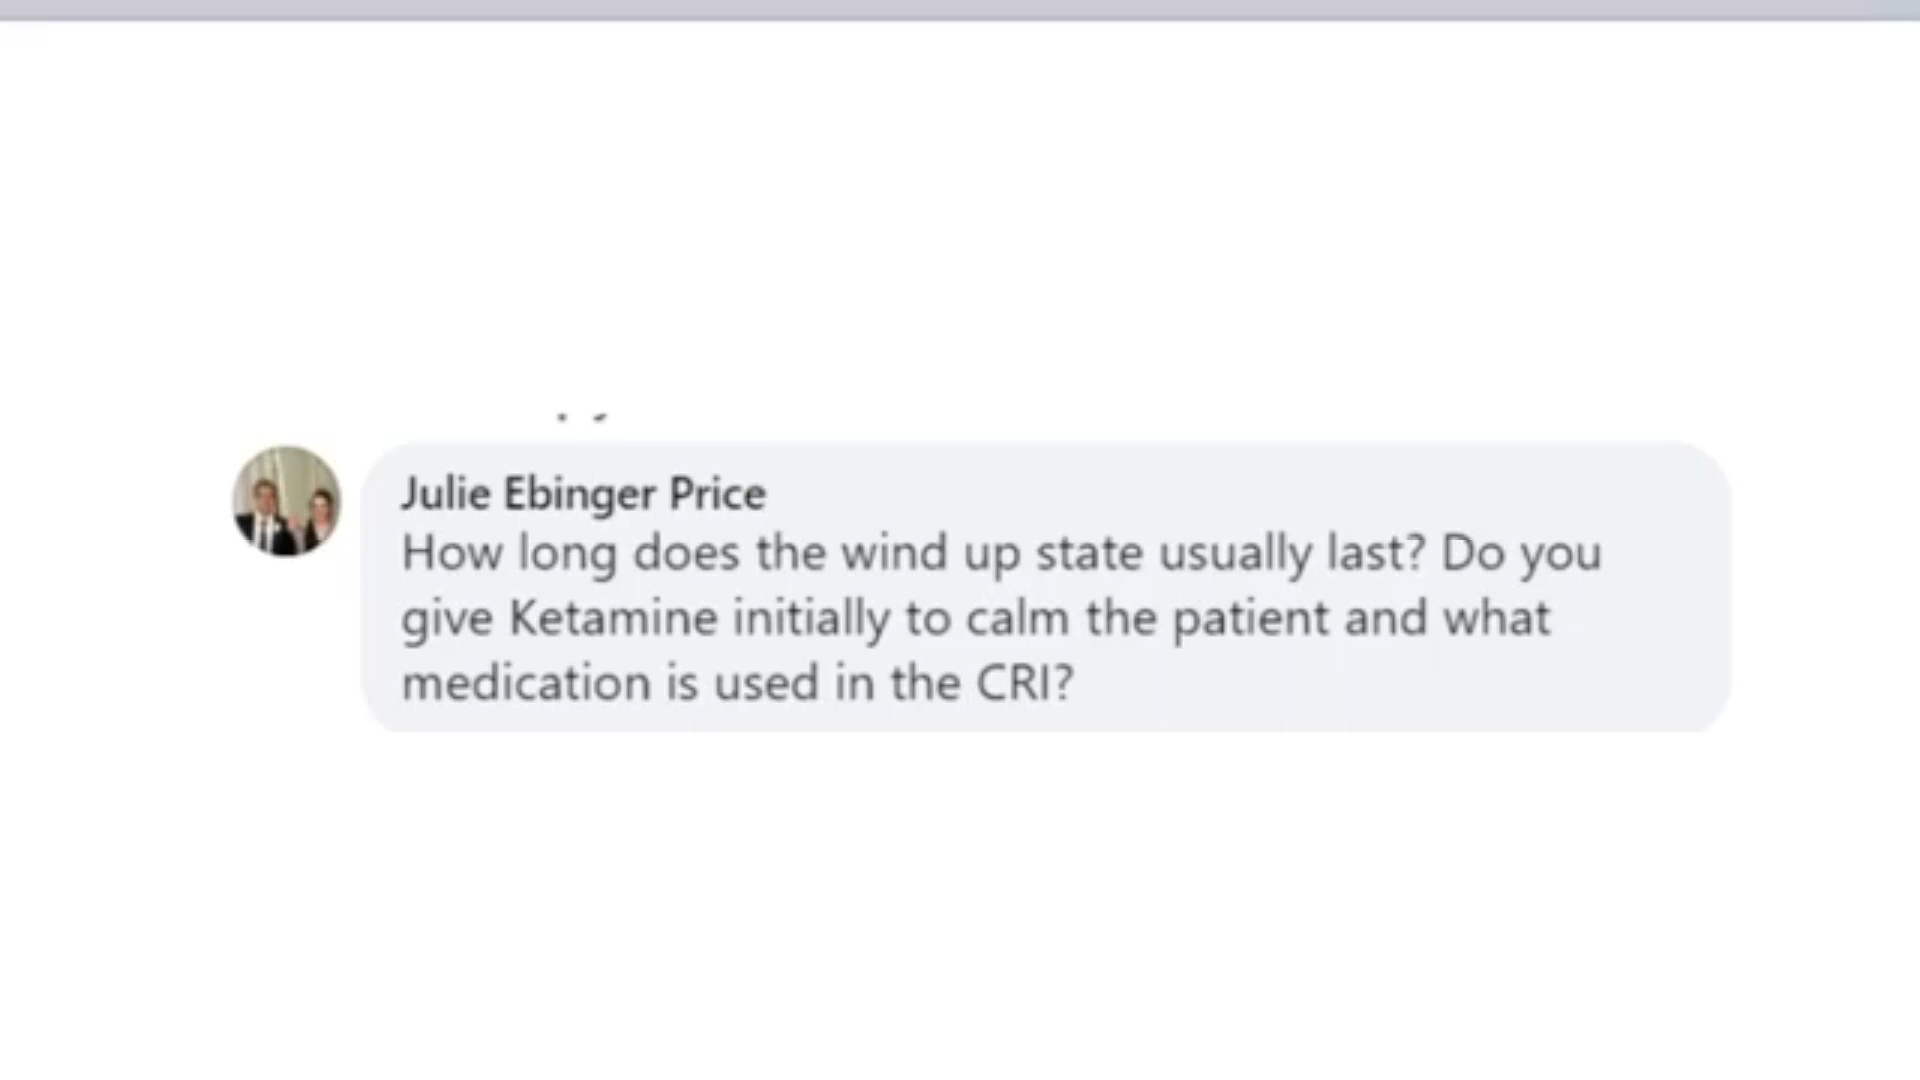 Julie Ebinger Price
How long does the wind up state usually last? Do you
give Ketamine initially to calm the patient and what
medication is used in the CRI?